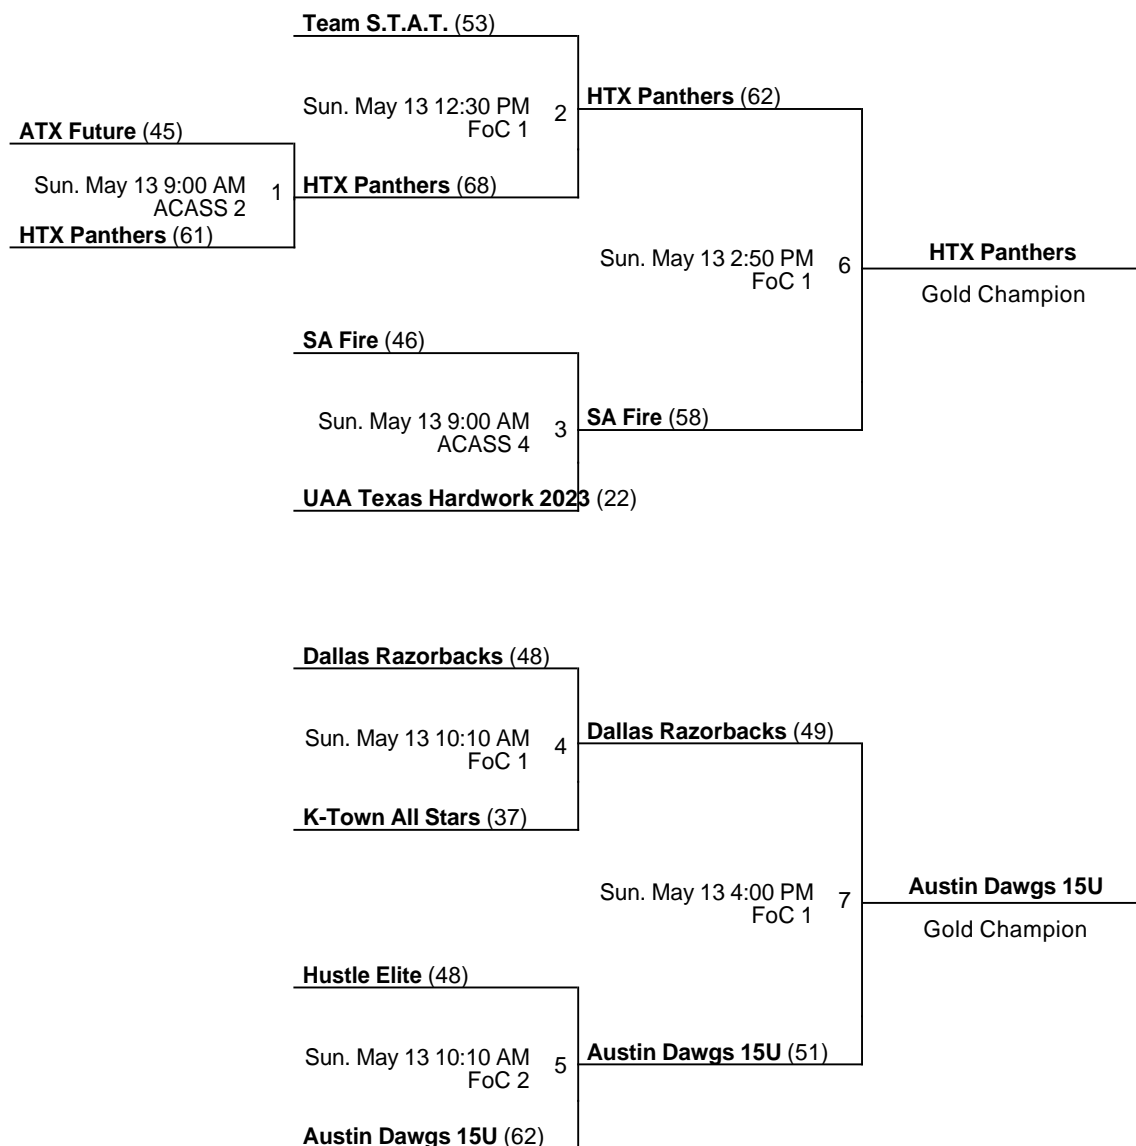 Team S.T.A.T. (53)
Sun. May 13 12:30 PM
FoC 1
2
HTX Panthers (62)
ATX Future (45)
Sun. May 13 9:00 AM
ACASS 2
1
HTX Panthers (68)
HTX Panthers (61)
Sun. May 13 2:50 PM
FoC 1
6
HTX Panthers
Gold Champion
SA Fire (46)
Sun. May 13 9:00 AM
ACASS 4
3
SA Fire (58)
UAA Texas Hardwork 2023 (22)
Dallas Razorbacks (48)
Sun. May 13 10:10 AM
FoC 1
4
Dallas Razorbacks (49)
K-Town All Stars (37)
Sun. May 13 4:00 PM
FoC 1
7
Austin Dawgs 15U
Gold Champion
Hustle Elite (48)
Sun. May 13 10:10 AM
FoC 2
5
Austin Dawgs 15U (51)
Austin Dawgs 15U (62)